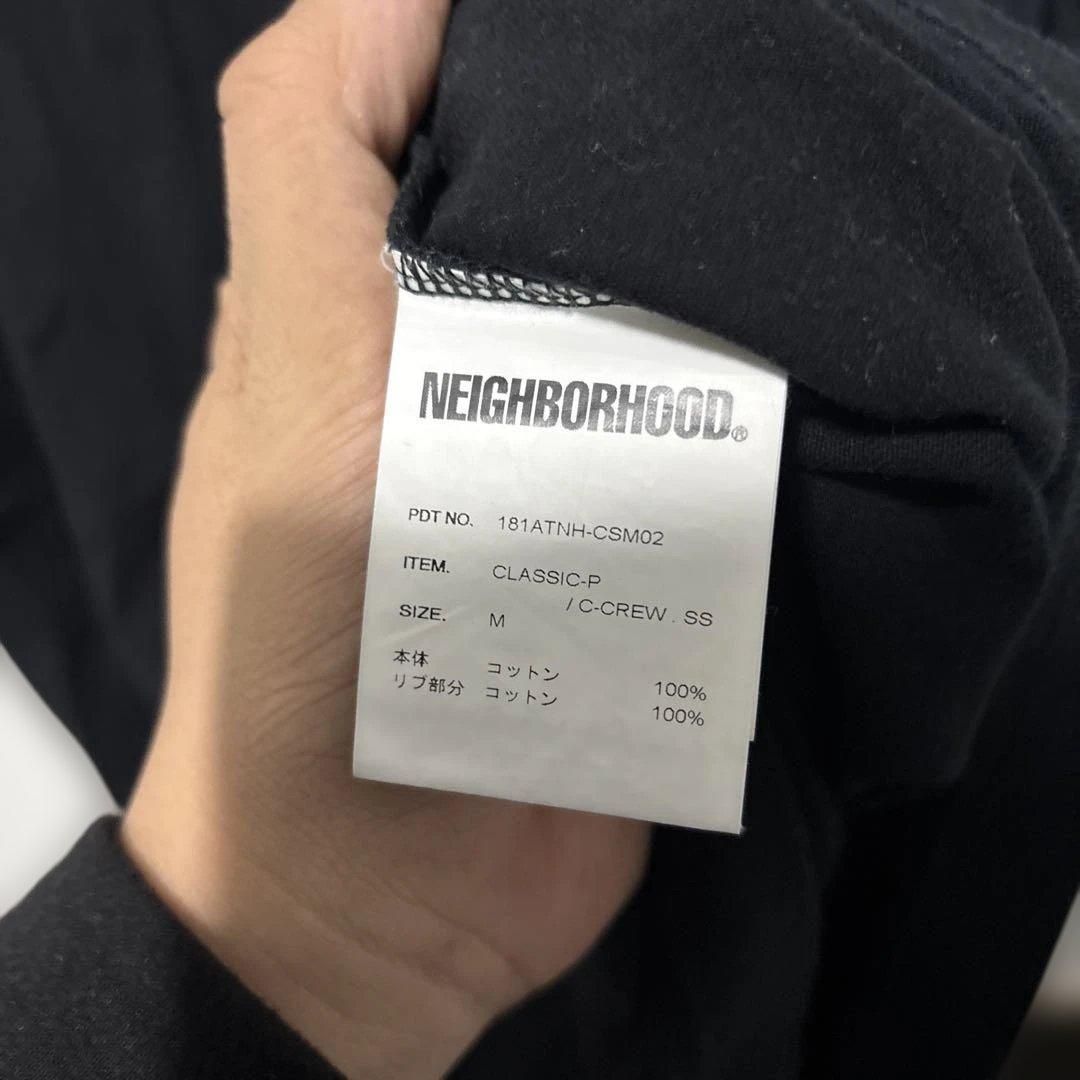 NEIGHBORHOOD®
PDT NO. 181ATNH-CSM02
ITEM. CLASSIC-P
/ C-CREW . SS
SIZE. M
本体 コットン 100%
リブ部分 コットン 100%